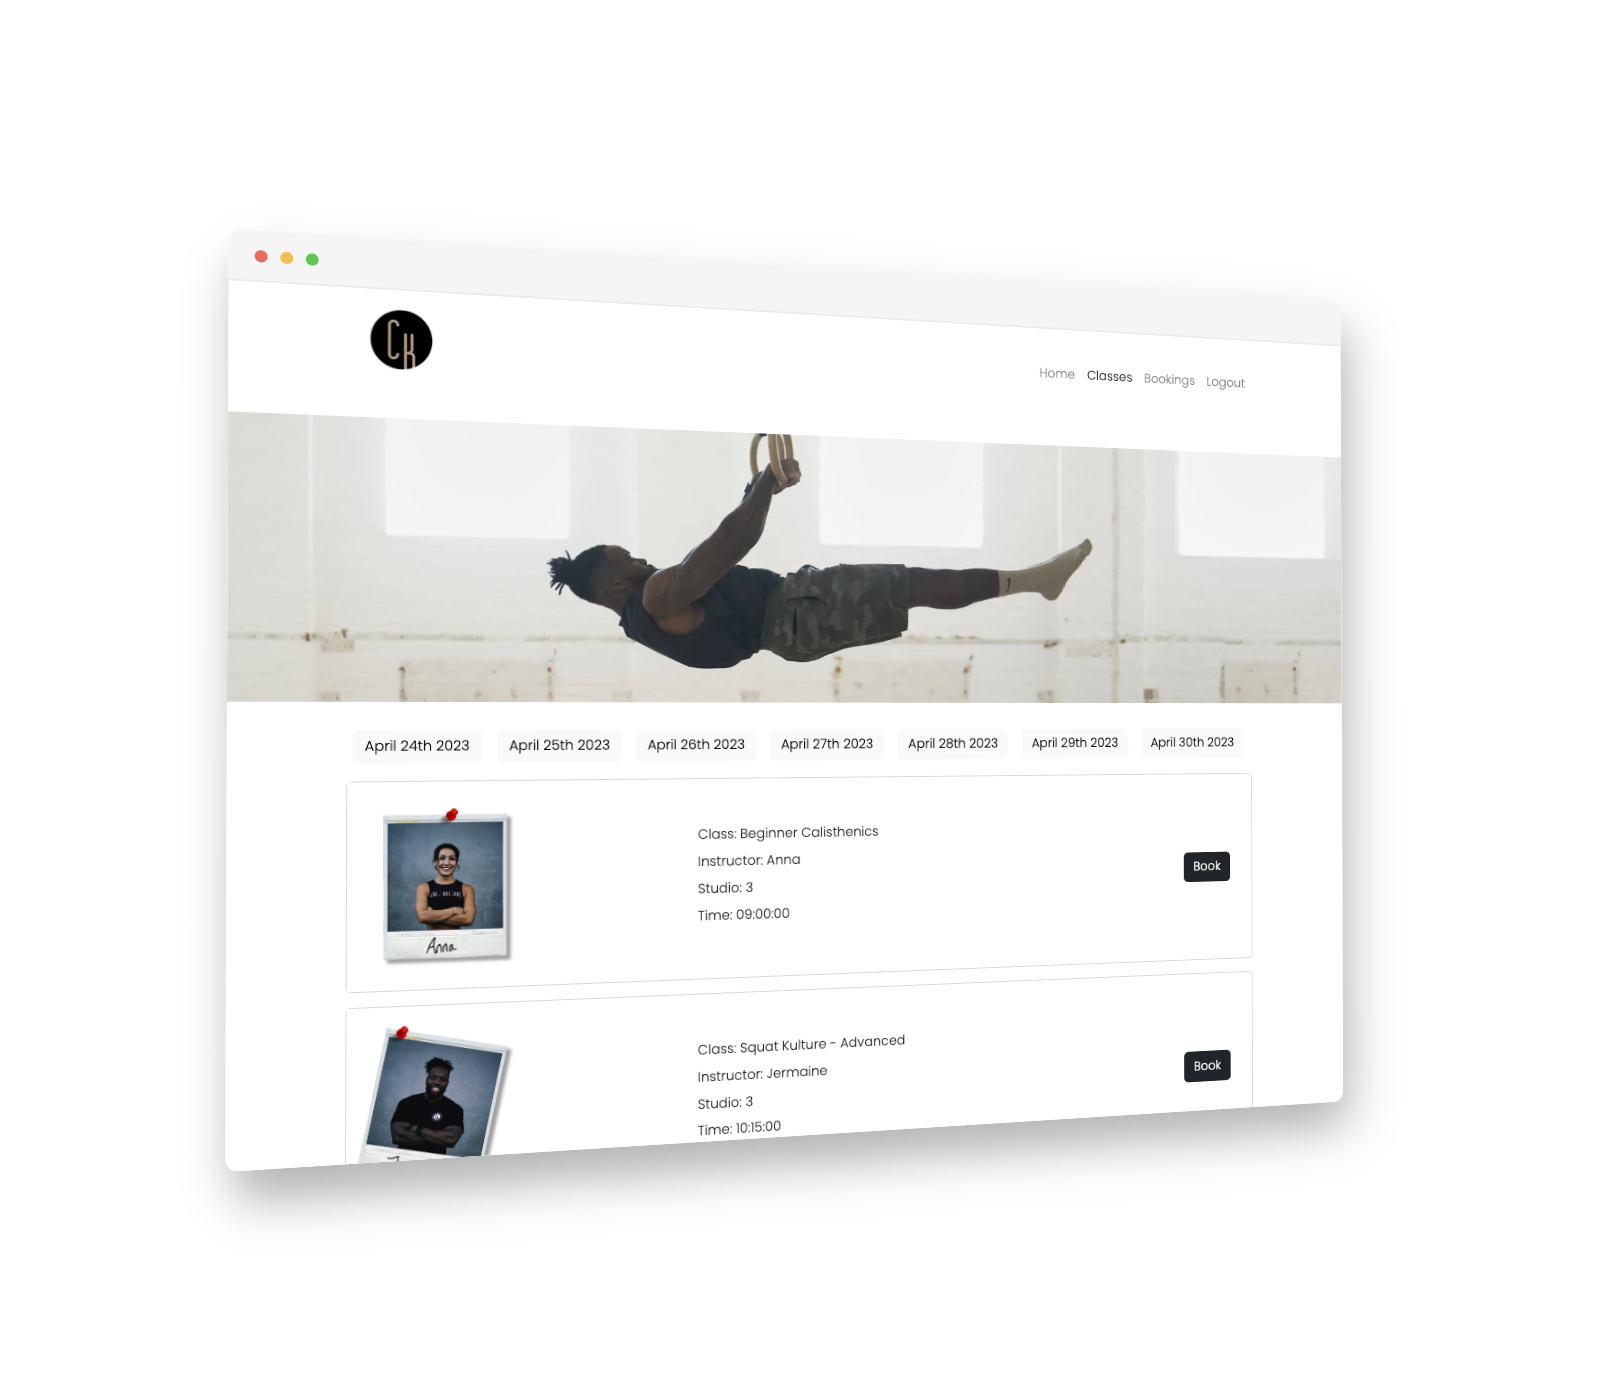 CK
Home Classes Bookings Logout
April 24th 2023 April 25th 2023 April 26th 2023 April 27th 2023 April 28th 2023 April 29th 2023 April 30th 2023
Class: Beginner Calisthenics
Instructor: Anna
Studio: 3
Time: 09:00:00
Book
Anna
Class: Squat Kulture - Advanced
Instructor: Jermaine
Studio: 3
Time: 10:15:00
Book